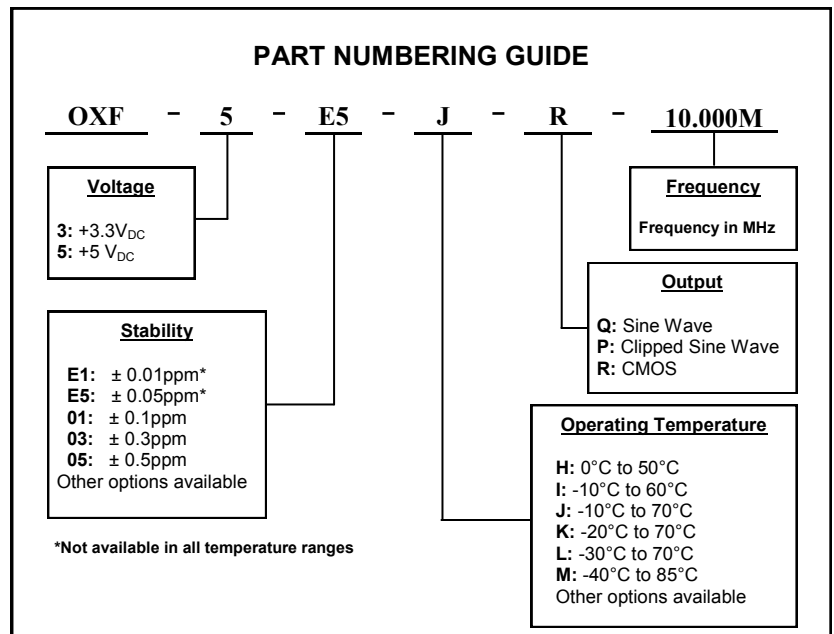 PART NUMBERING GUIDE
OXF - 5 - E5 - J - R - 10.000M
Voltage
3: +3.3VDC
5: +5 VDC
Frequency
Frequency in MHz
Output
Q: Sine Wave
P: Clipped Sine Wave
R: CMOS
Stability
E1: ± 0.01ppm*
E5: ± 0.05ppm*
01: ± 0.1ppm
03: ± 0.3ppm
05: ± 0.5ppm
Other options available
*Not available in all temperature ranges
Operating Temperature
H: 0°C to 50°C
I: -10°C to 60°C
J: -10°C to 70°C
K: -20°C to 70°C
L: -30°C to 70°C
M: -40°C to 85°C
Other options available